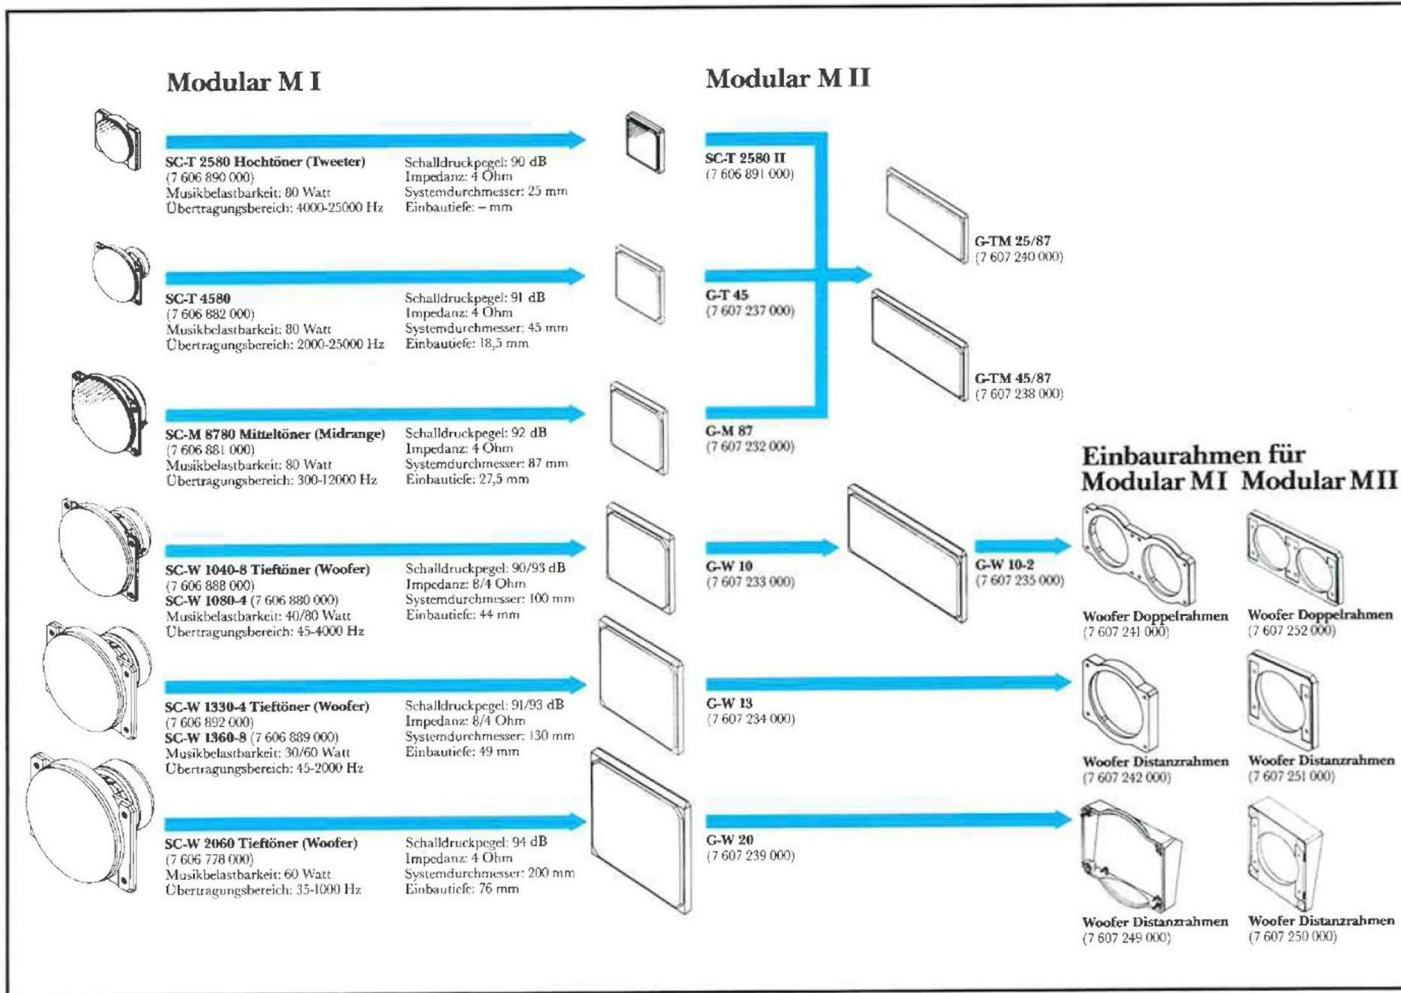 Modular M I
Modular M II
SC-T 2580 Hochtöner (Tweeter)
(7 606 890 000)
Musikbelastbarkeit: 80 Watt
Übertragungsbereich: 4000-25000 Hz
Schalldruckpegel: 90 dB
Impedanz: 4 Ohm
Systemdurchmesser: 25 mm
Einbautiefe: – mm
SC-T 2580 II
(7 606 891 000)
G-TM 25/87
(7 607 240 000)
SC-T 4580
(7 606 882 000)
Musikbelastbarkeit: 80 Watt
Übertragungsbereich: 2000-25000 Hz
Schalldruckpegel: 91 dB
Impedanz: 4 Ohm
Systemdurchmesser: 45 mm
Einbautiefe: 18,5 mm
G-T 45
(7 607 237 000)
G-TM 45/87
(7 607 238 000)
SC-M 8780 Mitteltöner (Midrange)
(7 606 881 000)
Musikbelastbarkeit: 80 Watt
Übertragungsbereich: 300-12000 Hz
Schalldruckpegel: 92 dB
Impedanz: 4 Ohm
Systemdurchmesser: 87 mm
Einbautiefe: 27,5 mm
G-M 87
(7 607 232 000)
Einbaurahmen für
Modular MI Modular MII
SC-W 1040-8 Tieftöner (Woofer)
(7 606 888 000)
SC-W 1080-4 (7 606 880 000)
Musikbelastbarkeit: 40/80 Watt
Übertragungsbereich: 45-4000 Hz
Schalldruckpegel: 90/93 dB
Impedanz: 8/4 Ohm
Systemdurchmesser: 100 mm
Einbautiefe: 44 mm
G-W 10
(7 607 233 000)
G-W 10-2
(7 607 235 000)
Woofer Doppelrahmen
(7 607 241 000)
Woofer Doppelrahmen
(7 607 252 000)
SC-W 1330-4 Tieftöner (Woofer)
(7 606 892 000)
SC-W 1360-8 (7 606 889 000)
Musikbelastbarkeit: 30/60 Watt
Übertragungsbereich: 45-2000 Hz
Schalldruckpegel: 91/93 dB
Impedanz: 8/4 Ohm
Systemdurchmesser: 130 mm
Einbautiefe: 49 mm
G-W 13
(7 607 234 000)
Woofer Distanzrahmen
(7 607 242 000)
Woofer Distanzrahmen
(7 607 251 000)
SC-W 2060 Tieftöner (Woofer)
(7 606 778 000)
Musikbelastbarkeit: 60 Watt
Übertragungsbereich: 35-1000 Hz
Schalldruckpegel: 94 dB
Impedanz: 4 Ohm
Systemdurchmesser: 200 mm
Einbautiefe: 76 mm
G-W 20
(7 607 239 000)
Woofer Distanzrahmen
(7 607 249 000)
Woofer Distanzrahmen
(7 607 250 000)